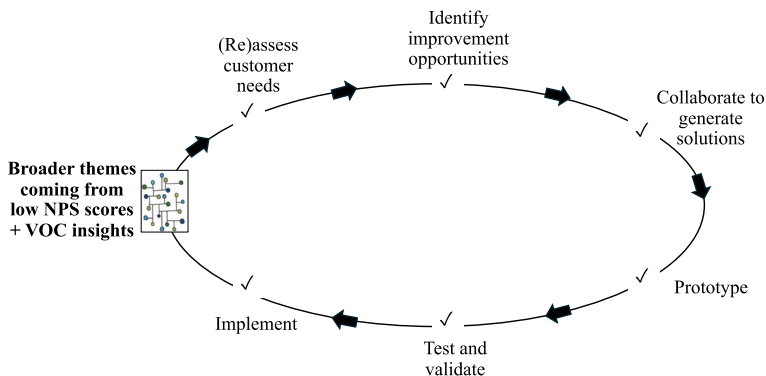 Identify
improvement
opportunities
(Re)assess
customer
needs
Collaborate to
generate
solutions
Broader themes
coming from
low NPS scores
+ VOC insights
Prototype
Implement
Test and
validate